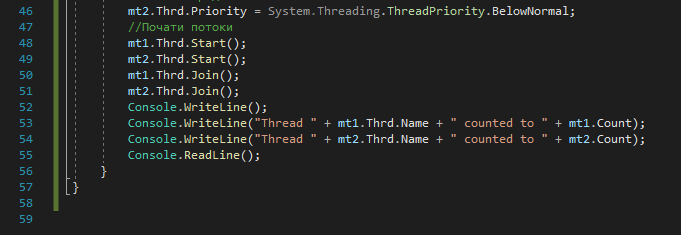 46 mt2.Thrd.Priority = System.Threading.ThreadPriority.BelowNormal;
47 //Почати потоки
48 mt1.Thrd.Start();
49 mt2.Thrd.Start();
50 mt1.Thrd.Join();
51 mt2.Thrd.Join();
52 Console.WriteLine();
53 Console.WriteLine("Thread " + mt1.Thrd.Name + " counted to " + mt1.Count);
54 Console.WriteLine("Thread " + mt2.Thrd.Name + " counted to " + mt2.Count);
55 Console.ReadLine();
56 }
57 }
58
59